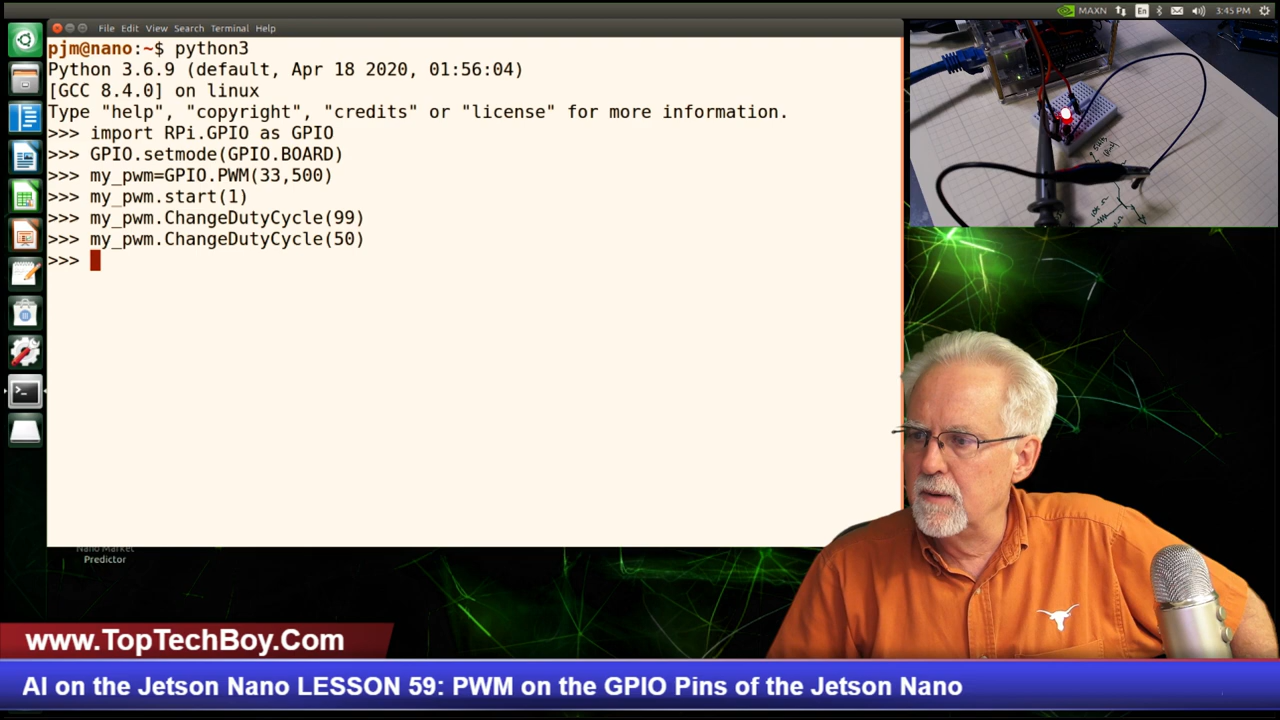 File Edit View Search Terminal Help
MAXN En 3:45 PM
pjm@nano:~$ python3
Python 3.6.9 (default, Apr 18 2020, 01:56:04)
[GCC 8.4.0] on linux
Type "help", "copyright", "credits" or "license" for more information.
>>> import RPi.GPIO as GPIO
>>> GPIO.setmode(GPIO.BOARD)
>>> my_pwm=GPIO.PWM(33,500)
>>> my_pwm.start(1)
>>> my_pwm.ChangeDutyCycle(99)
>>> my_pwm.ChangeDutyCycle(50)
>>>
Nano Market
Predictor
www.TopTechBoy.Com
AI on the Jetson Nano LESSON 59: PWM on the GPIO Pins of the Jetson Nano